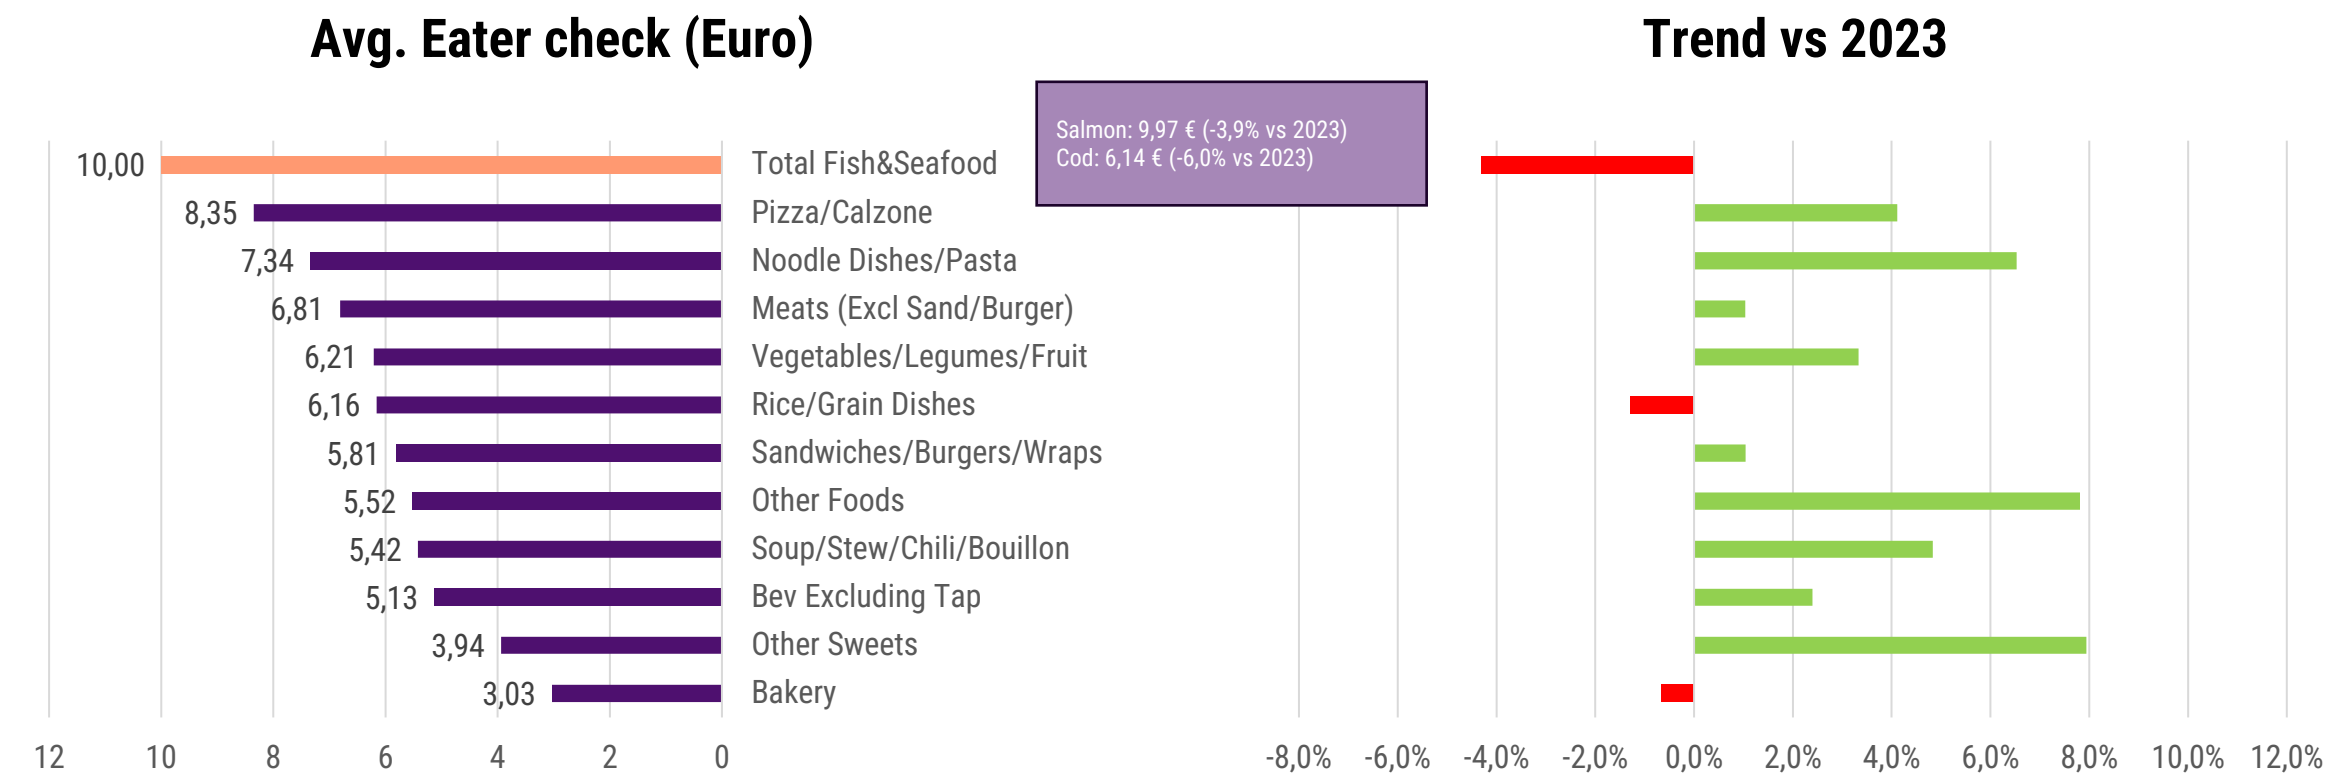 Avg. Eater check (Euro)
Trend vs 2023
Salmon: 9,97 € (-3,9% vs 2023)
Cod: 6,14 € (-6,0% vs 2023)
10,00 Total Fish&Seafood
8,35 Pizza/Calzone
7,34 Noodle Dishes/Pasta
6,81 Meats (Excl Sand/Burger)
6,21 Vegetables/Legumes/Fruit
6,16 Rice/Grain Dishes
5,81 Sandwiches/Burgers/Wraps
5,52 Other Foods
5,42 Soup/Stew/Chili/Bouillon
5,13 Bev Excluding Tap
3,94 Other Sweets
3,03 Bakery
12 10 8 6 4 2 0
-8,0% -6,0% -4,0% -2,0% 0,0% 2,0% 4,0% 6,0% 8,0% 10,0% 12,0%